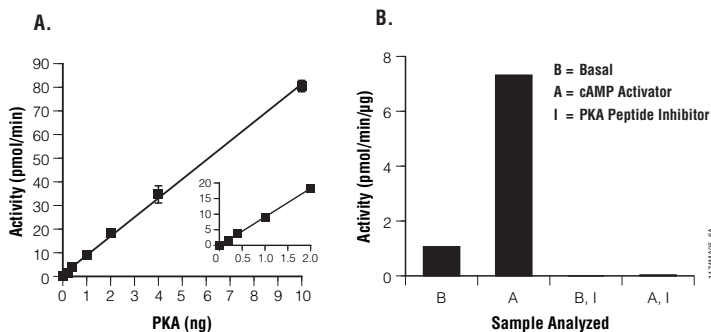 A.
Activity (pmol/min)
90
80
70
60
50
40
30
20
10
0
0 1 2 3 4 5 6 7 8 9 10
PKA (ng)
20
15
10
5
0
0 0.5 1.0 1.5 2.0
B.
Activity (pmol/min/µg)
8
6
4
2
0
B A B, I A, I
Sample Analyzed
B = Basal
A = cAMP Activator
I = PKA Peptide Inhibitor